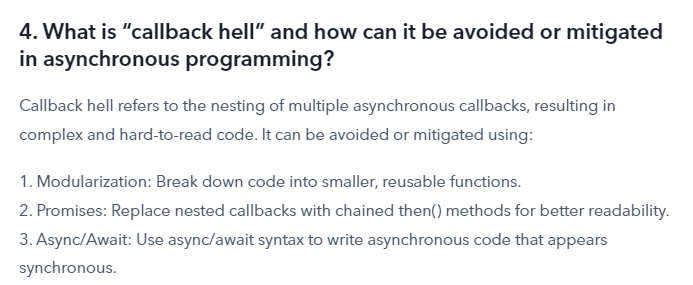 4. What is “callback hell” and how can it be avoided or mitigated
in asynchronous programming?
Callback hell refers to the nesting of multiple asynchronous callbacks, resulting in
complex and hard-to-read code. It can be avoided or mitigated using:
1. Modularization: Break down code into smaller, reusable functions.
2. Promises: Replace nested callbacks with chained then() methods for better readability.
3. Async/Await: Use async/await syntax to write asynchronous code that appears
synchronous.